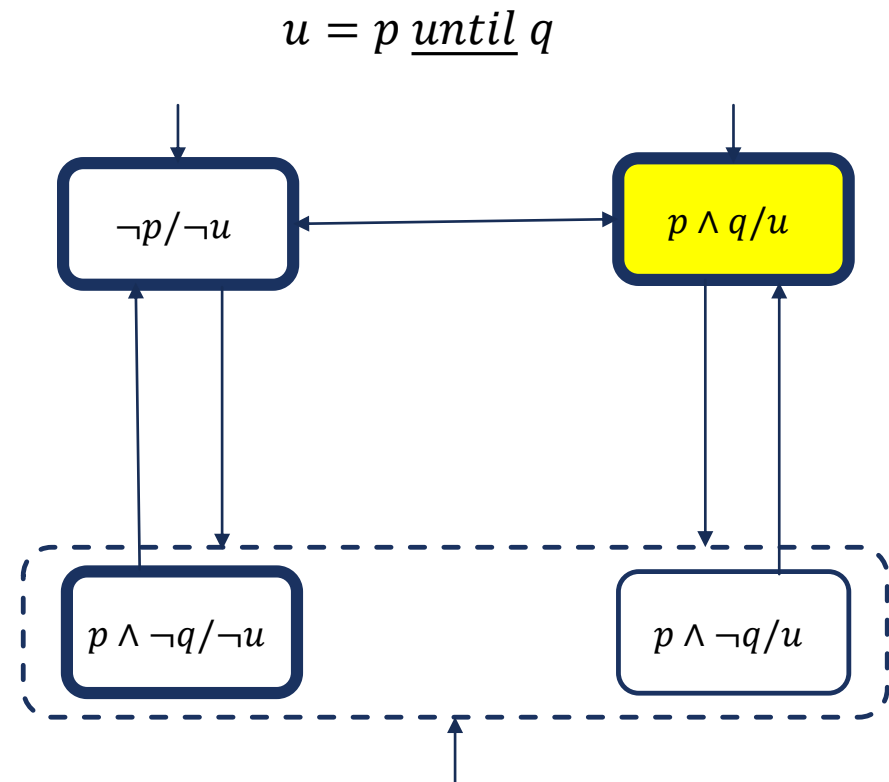 u = p until q
¬p/¬u
p ∧ q/u
p ∧ ¬q/¬u
p ∧ ¬q/u